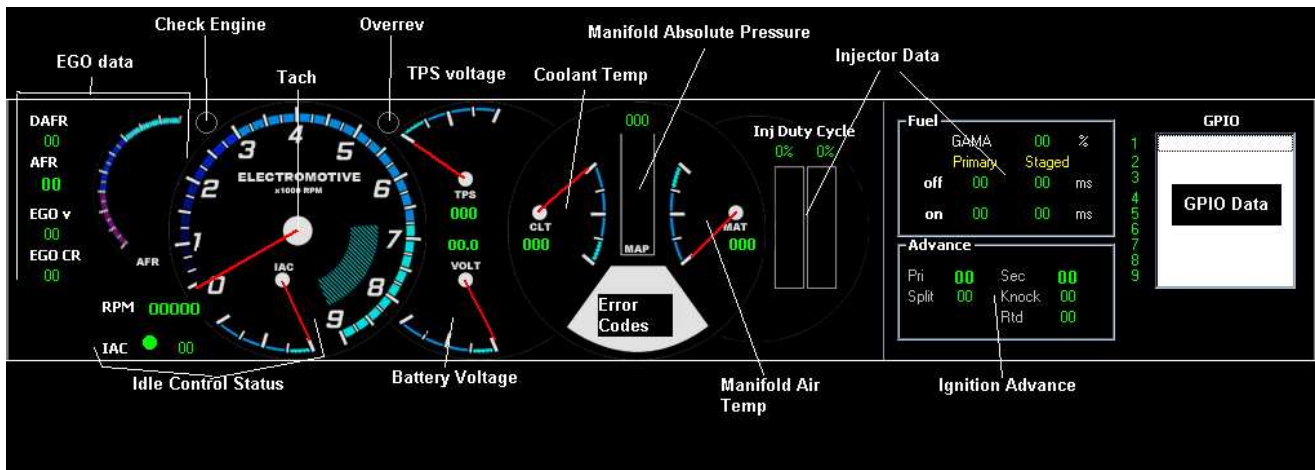 Check Engine
Overrev
Manifold Absolute Pressure
EGO data
Tach
TPS voltage
Coolant Temp
Injector Data
DAFR
00
AFR
00
EGO v
00
EGO CR
00
AFR
RPM 00000
IAC 00
Idle Control Status
0
1
2
3
4
5
6
7
8
9
ELECTROMOTIVE
x1000 RPM
IAC
TPS
000
00.0
VOLT
Battery Voltage
CLT
000
000
MAP
Error
Codes
MAT
000
Manifold Air
Temp
Inj Duty Cycle
0% 0%
Fuel
GAMA 00 %
Primary Staged
off 00 00 ms
on 00 00 ms
Advance
Pri 00 Sec 00
Split 00 Knock 00
Rtd 00
Ignition Advance
GPIO
1
2
3
4
5
6
7
8
9
GPIO Data